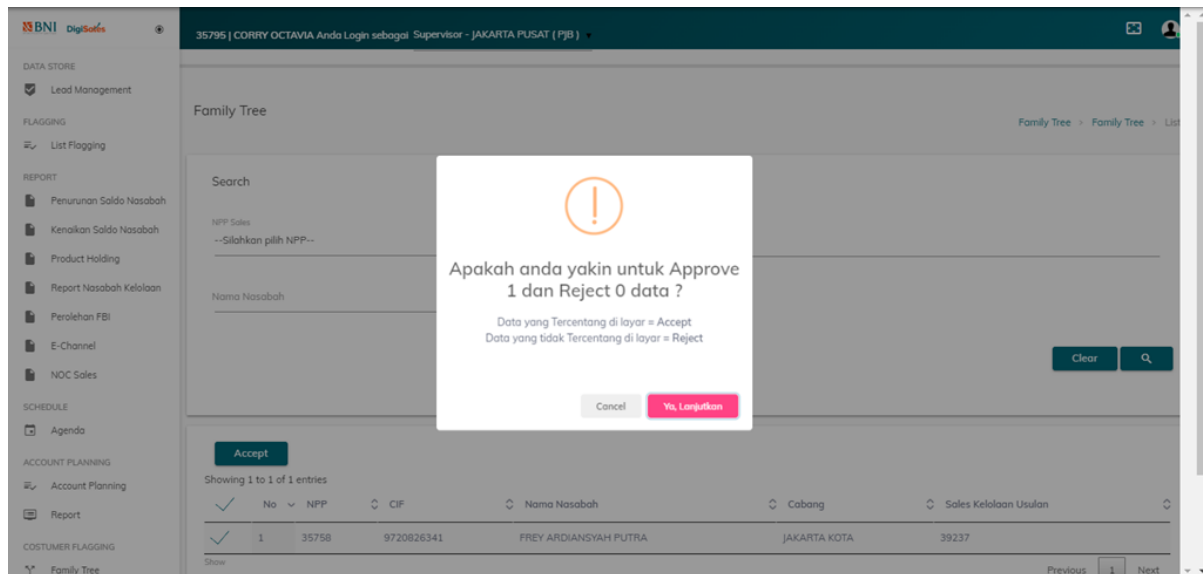 BNI DigiSales
35795 | CORRY OCTAVIA Anda Login sebagai Supervisor - JAKARTA PUSAT ( PJB )
DATA STORE
Lead Management
FLAGGING
List Flagging
REPORT
Penurunan Saldo Nasabah
Kenaikan Saldo Nasabah
Product Holding
Report Nasabah Kelolaan
Perolehan FBI
E-Channel
NOC Sales
SCHEDULE
Agenda
ACCOUNT PLANNING
Account Planning
Report
COSTUMER FLAGGING
Family Tree
Family Tree
Family Tree > Family Tree > List
Search
NPP Sales
--Silahkan pilih NPP--
Nama Nasabah
Clear
Apakah anda yakin untuk Approve
1 dan Reject 0 data ?
Data yang Tercentang di layar = Accept
Data yang tidak Tercentang di layar = Reject
Cancel Ya, Lanjutkan
Accept
Showing 1 to 1 of 1 entries
No NPP CIF Nama Nasabah Cabang Sales Kelolaan Usulan
1 35758 9720826341 FREY ARDIANSYAH PUTRA JAKARTA KOTA 39237
Show
Previous 1 Next